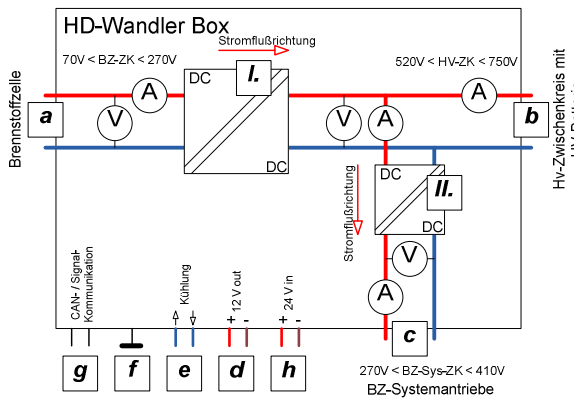 HD-Wandler Box
Stromflußrichtung
70V < BZ-ZK < 270V
520V < HV-ZK < 750V
DC
I.
A
A
a
b
V
V
A
Brennstoffzelle
Hv-Zwischenkreis mit
DC
DC
II.
DC
Stromflußrichtung
V
A
CAN- / Signal-
Kommunikation
Kühlung
+ 12 V out -
+ 24 V in -
g
f
e
d
h
c
270V < BZ-Sys-ZK < 410V
BZ-Systemantriebe